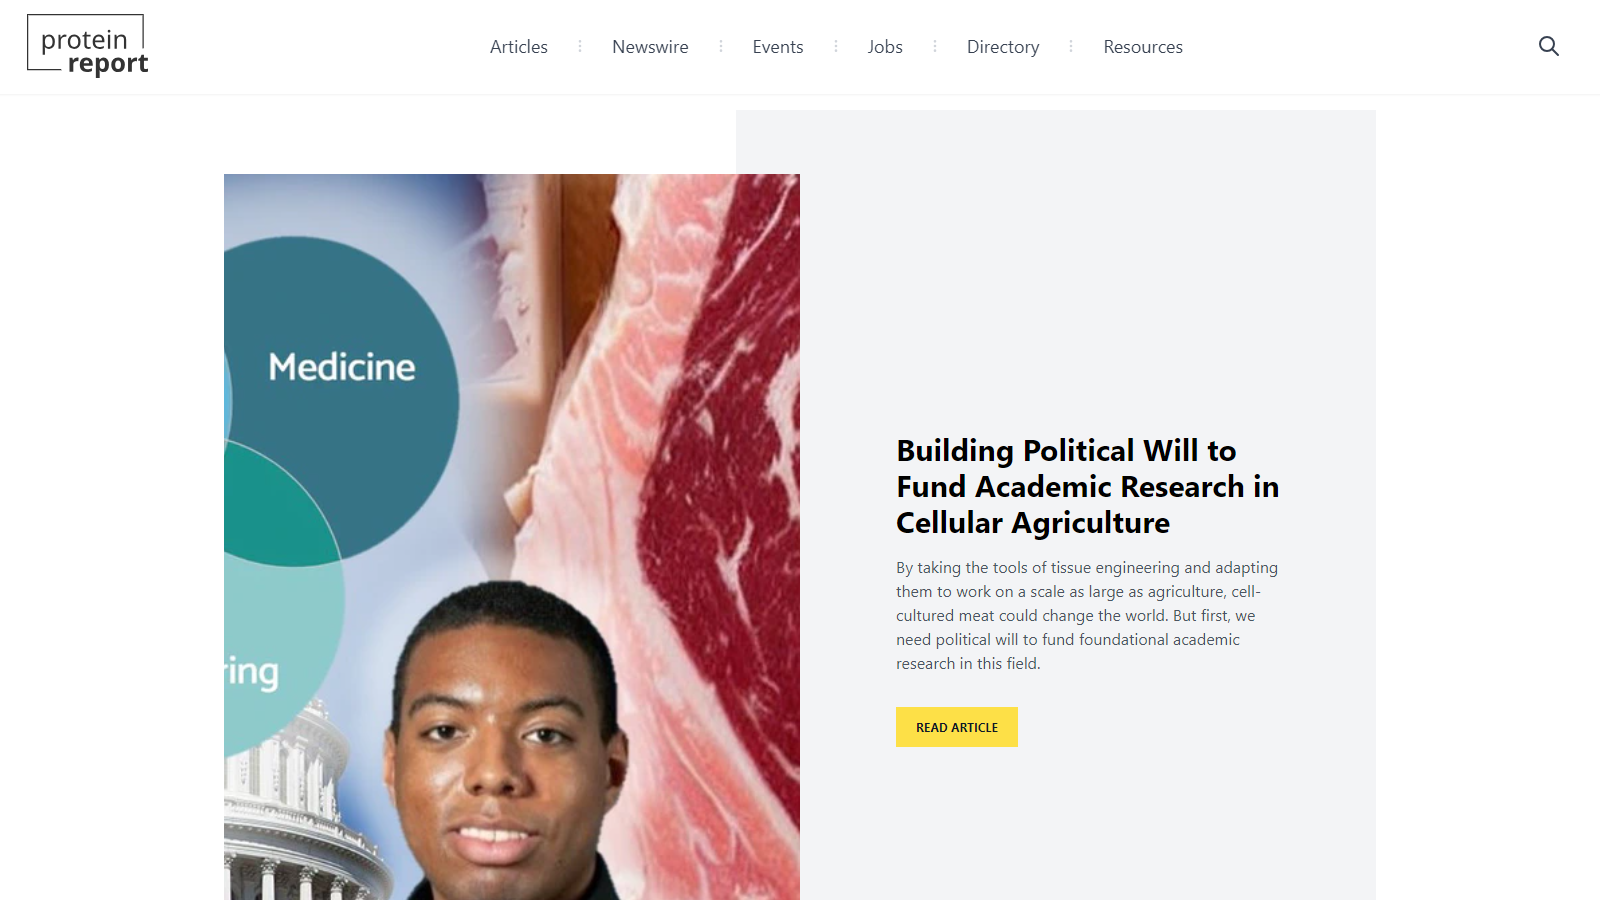 protein
report
Articles
Newswire
Events
Jobs
Directory
Resources
Medicine
ring
Building Political Will to
Fund Academic Research in
Cellular Agriculture
By taking the tools of tissue engineering and adapting
them to work on a scale as large as agriculture, cell-
cultured meat could change the world. But first, we
need political will to fund foundational academic
research in this field.
READ ARTICLE